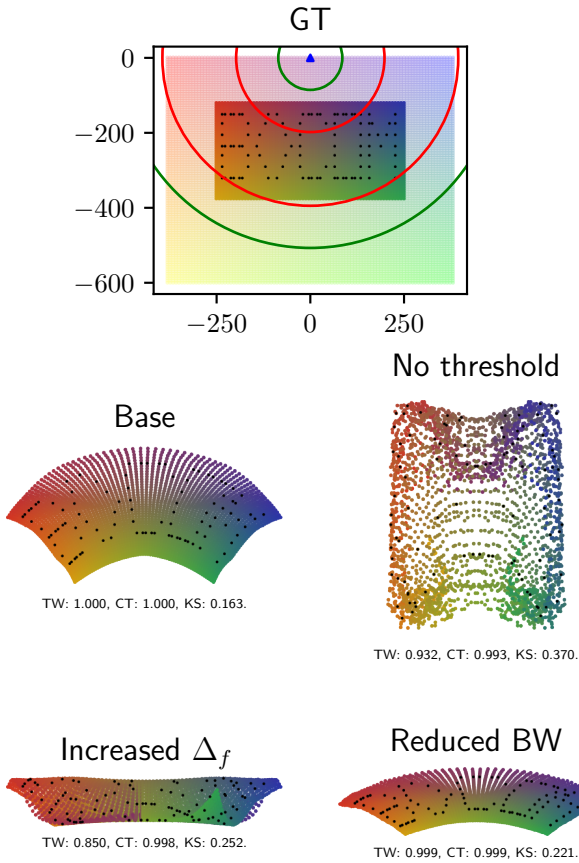 GT
0
−200
−400
−600
−250 0 250
No threshold
Base
TW: 1.000, CT: 1.000, KS: 0.163.
TW: 0.932, CT: 0.993, KS: 0.370.
Increased Δf
Reduced BW
TW: 0.850, CT: 0.998, KS: 0.252.
TW: 0.999, CT: 0.999, KS: 0.221.